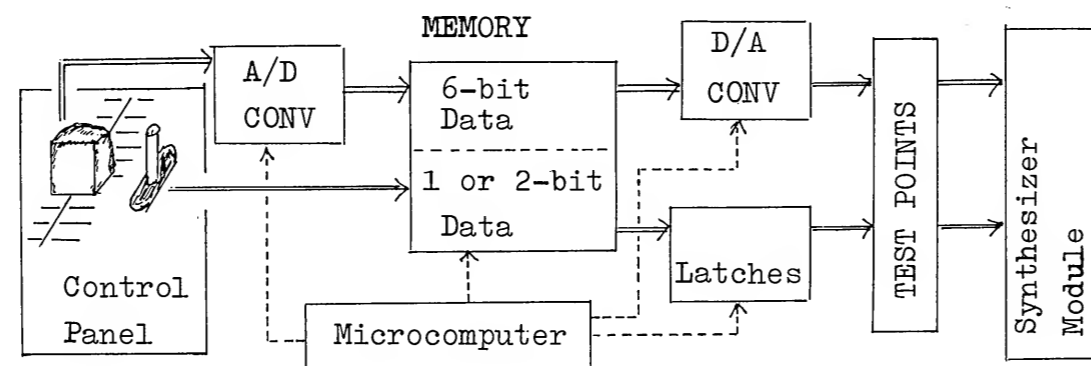 MEMORY
A/D
CONV
6-bit
Data
1 or 2-bit
Data
D/A
CONV
Latches
TEST POINTS
Synthesizer
Module
Control
Panel
Microcomputer